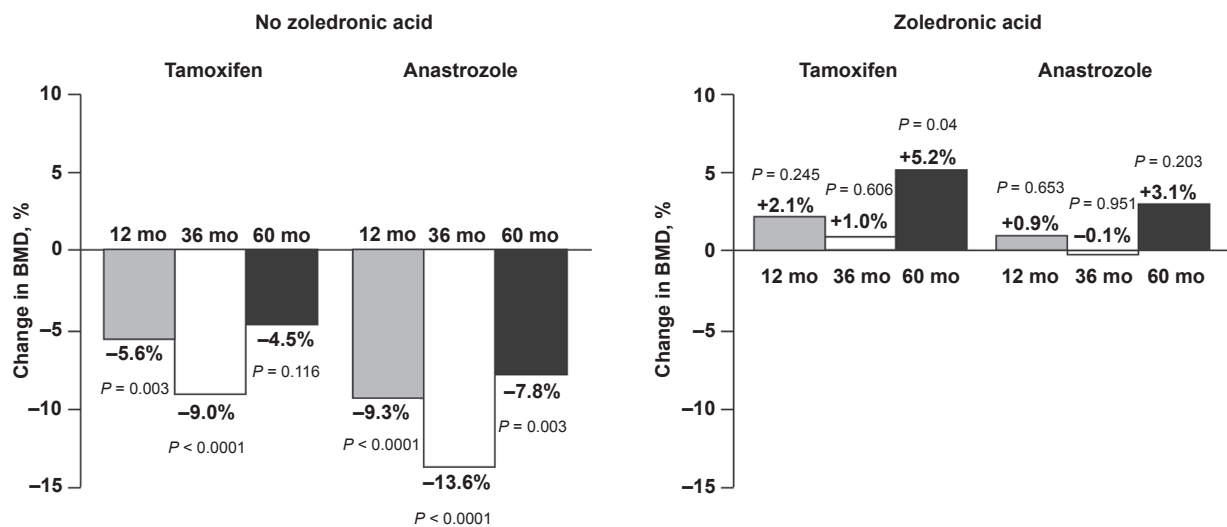 No zoledronic acid
Tamoxifen Anastrozole
Change in BMD, %
10
5
0
–5
–10
–15
12 mo 36 mo 60 mo
–5.6%
P = 0.003
–9.0%
P < 0.0001
–4.5%
P = 0.116
12 mo 36 mo 60 mo
–9.3%
P < 0.0001
–13.6%
P < 0.0001
–7.8%
P = 0.003
Zoledronic acid
Tamoxifen Anastrozole
Change in BMD, %
10
5
0
–5
–10
–15
P = 0.245
+2.1%
P = 0.606
+1.0%
P = 0.04
+5.2%
12 mo 36 mo 60 mo
P = 0.653
+0.9%
P = 0.951
–0.1%
P = 0.203
+3.1%
12 mo 36 mo 60 mo